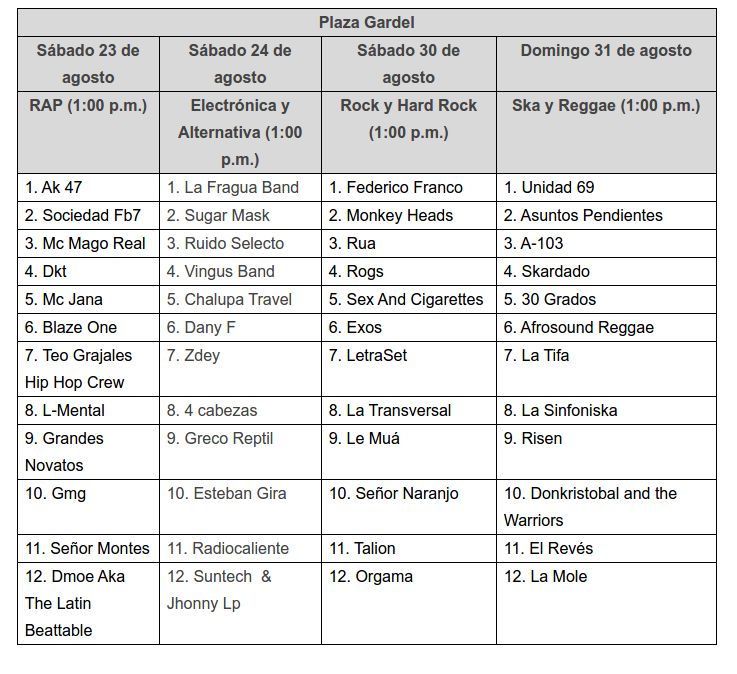 Plaza Gardel
Sábado 23 de
agosto
Sábado 24 de
agosto
Sábado 30 de
agosto
Domingo 31 de agosto
RAP (1:00 p.m.)
Electrónica y
Alternativa (1:00
p.m.)
Rock y Hard Rock
(1:00 p.m.)
Ska y Reggae (1:00 p.m.)
1. Ak 47
1. La Fragua Band
1. Federico Franco
1. Unidad 69
2. Sociedad Fb7
2. Sugar Mask
2. Monkey Heads
2. Asuntos Pendientes
3. Mc Mago Real
3. Ruido Selecto
3. Rua
3. A-103
4. Dkt
4. Vingus Band
4. Rogs
4. Skardado
5. Mc Jana
5. Chalupa Travel
5. Sex And Cigarettes
5. 30 Grados
6. Blaze One
6. Dany F
6. Exos
6. Afrosound Reggae
7. Teo Grajales
Hip Hop Crew
7. Zdey
7. LetraSet
7. La Tifa
8. L-Mental
8. 4 cabezas
8. La Transversal
8. La Sinfoniska
9. Grandes
Novatos
9. Greco Reptil
9. Le Muá
9. Risen
10. Gmg
10. Esteban Gira
10. Señor Naranjo
10. Donkristobal and the
Warriors
11. Señor Montes
11. Radiocaliente
11. Talion
11. El Revés
12. Dmoe Aka
The Latin
Beattable
12. Suntech  &
Jhonny Lp
12. Orgama
12. La Mole